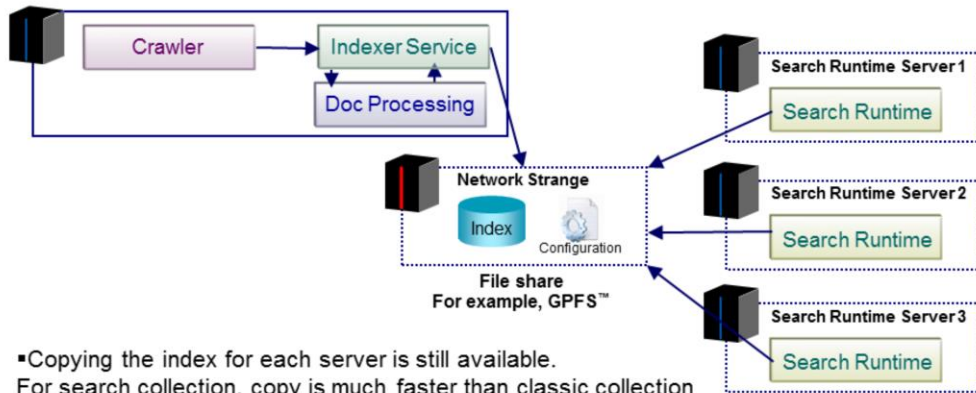 Crawler
Indexer Service
Doc Processing
Search Runtime Server 1
Search Runtime
Network Strange
Index
Configuration
File share
For example, GPFS™
Search Runtime Server 2
Search Runtime
Search Runtime Server 3
Search Runtime
▪Copying the index for each server is still available.
For search collection, copy is much faster than classic collection